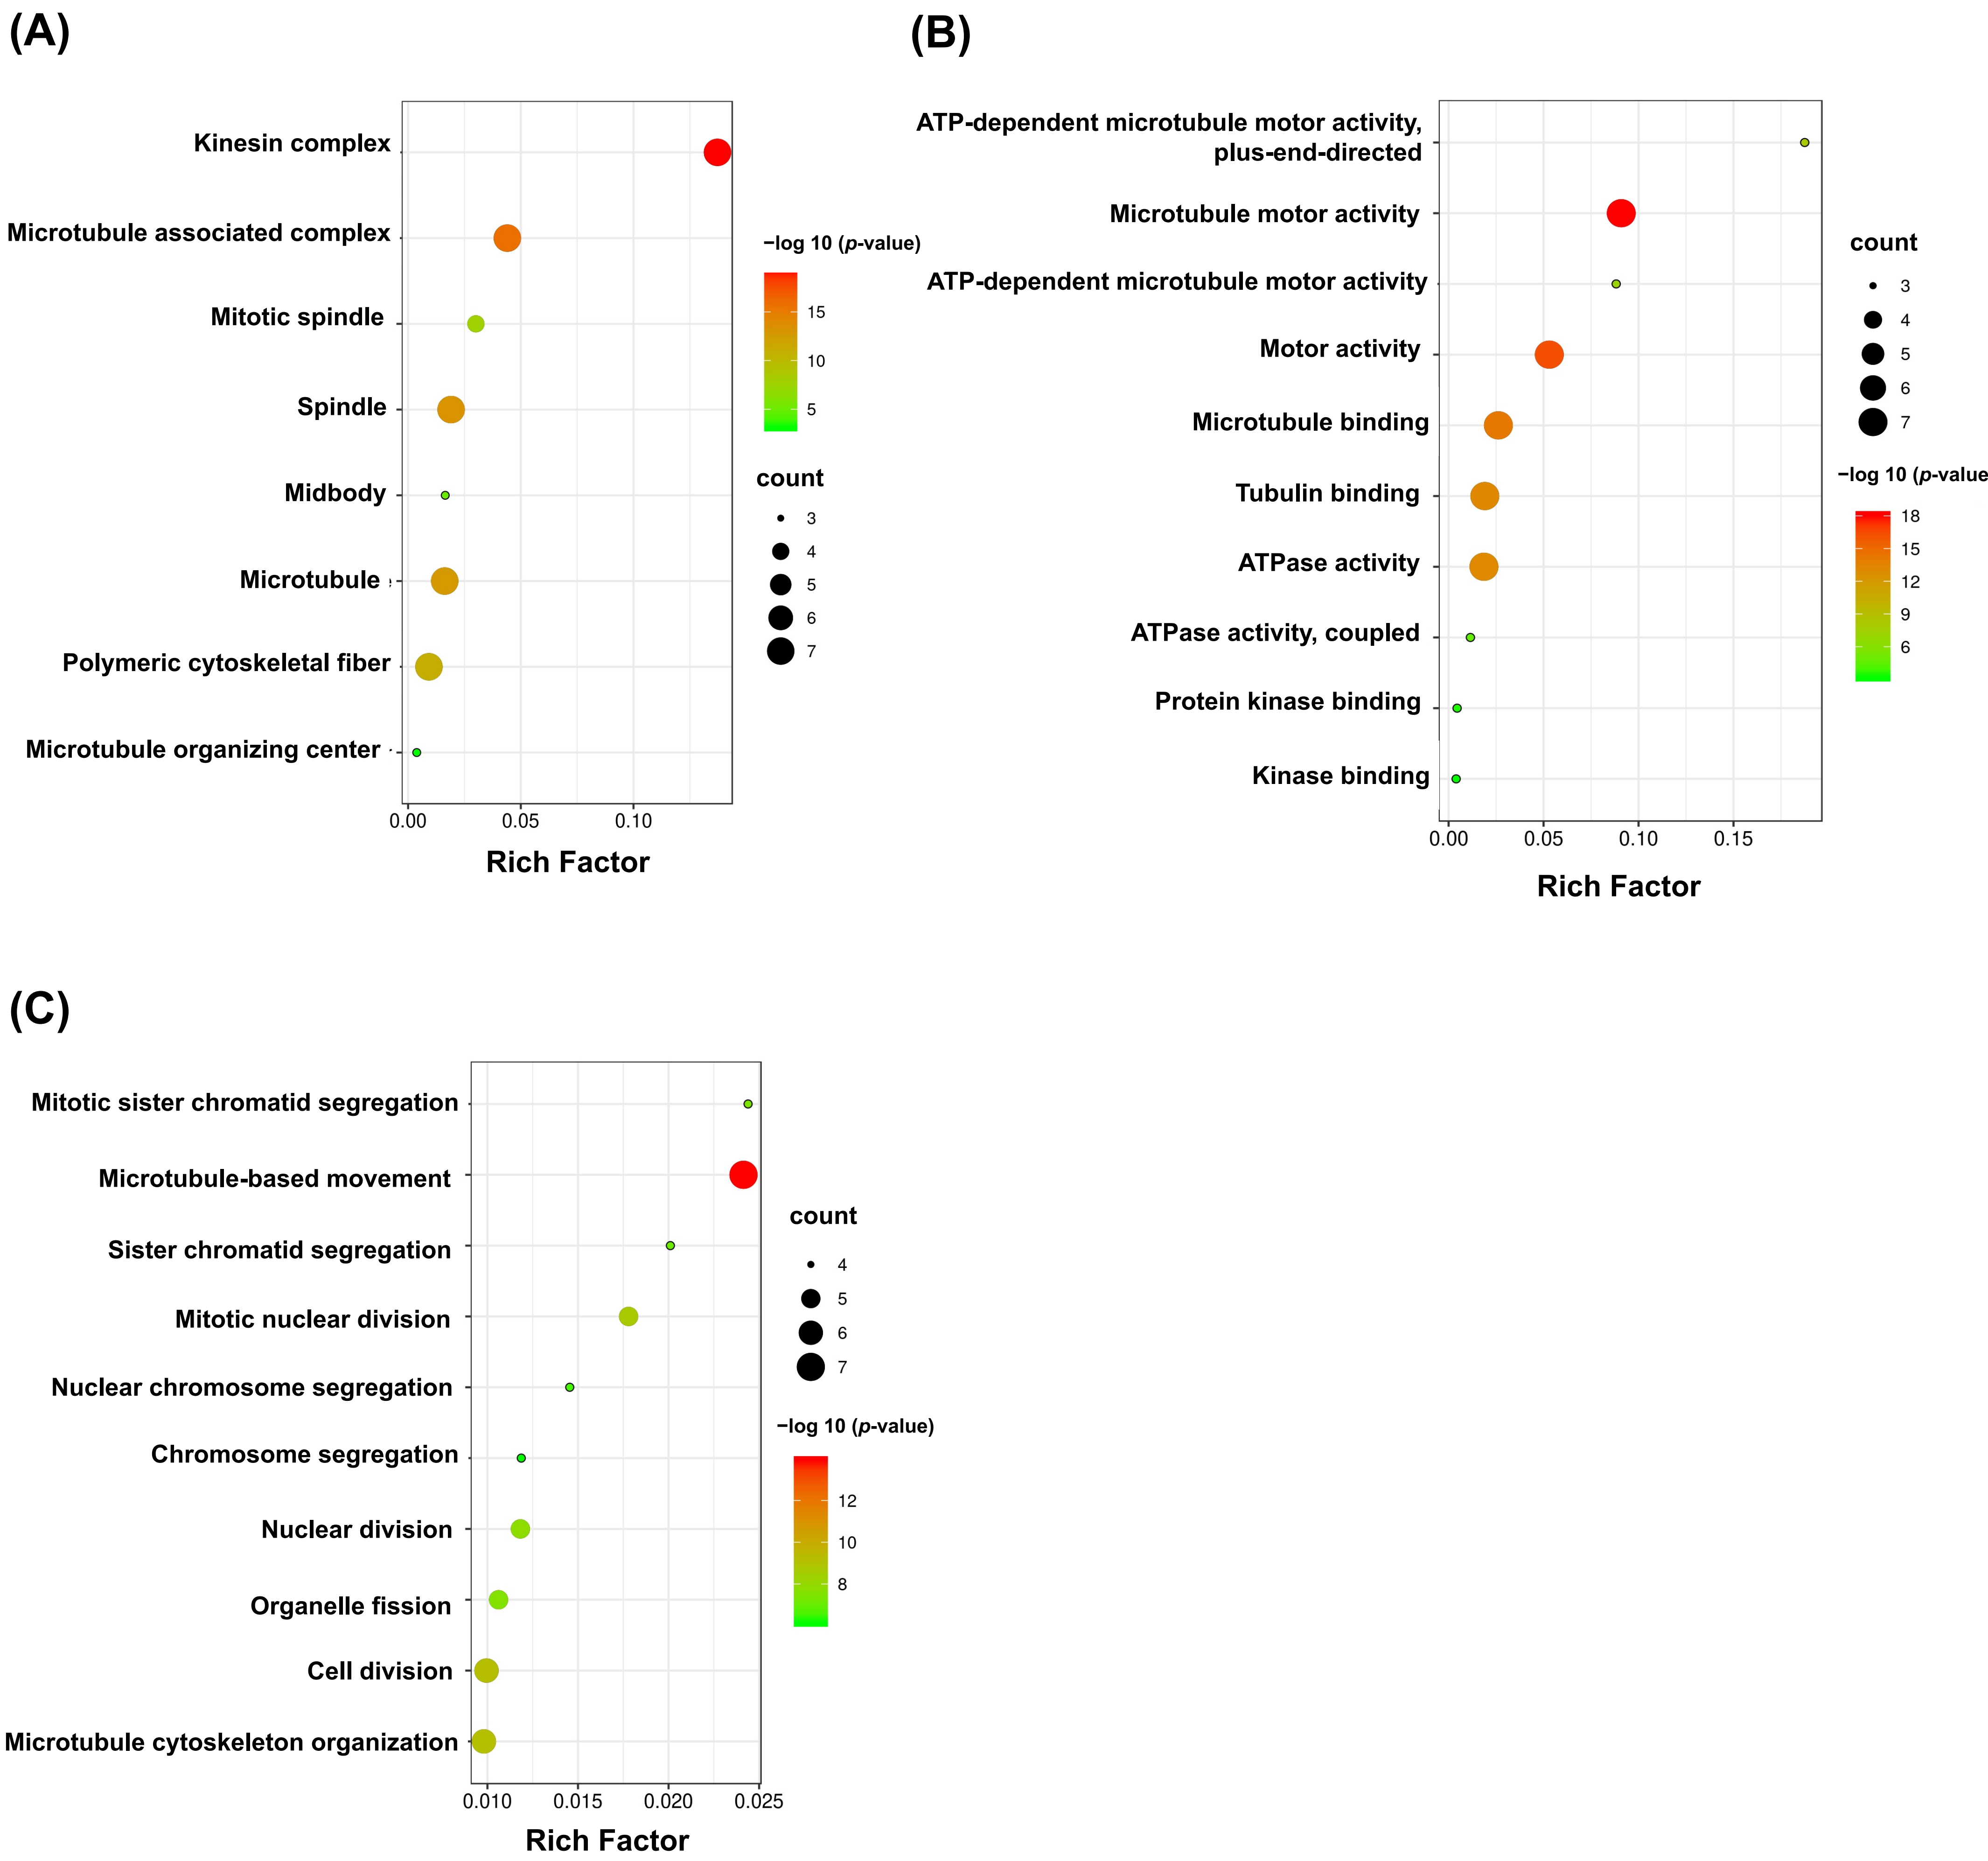 (A)
Kinesin complex
Microtubule associated complex
Mitotic spindle
Spindle
Midbody
Microtubule
Polymeric cytoskeletal fiber
Microtubule organizing center
0.00 0.05 0.10
Rich Factor
−log 10 (p-value)
15
10
5
count
3
4
5
6
7
(B)
ATP-dependent microtubule motor activity,
plus-end-directed
Microtubule motor activity
ATP-dependent microtubule motor activity
Motor activity
Microtubule binding
Tubulin binding
ATPase activity
ATPase activity, coupled
Protein kinase binding
Kinase binding
0.00 0.05 0.10 0.15
Rich Factor
count
3
4
5
6
7
−log 10 (p-value
18
15
12
9
6
(C)
Mitotic sister chromatid segregation
Microtubule-based movement
Sister chromatid segregation
Mitotic nuclear division
Nuclear chromosome segregation
Chromosome segregation
Nuclear division
Organelle fission
Cell division
Microtubule cytoskeleton organization
0.010 0.015 0.020 0.025
Rich Factor
count
4
5
6
7
−log 10 (p-value)
12
10
8